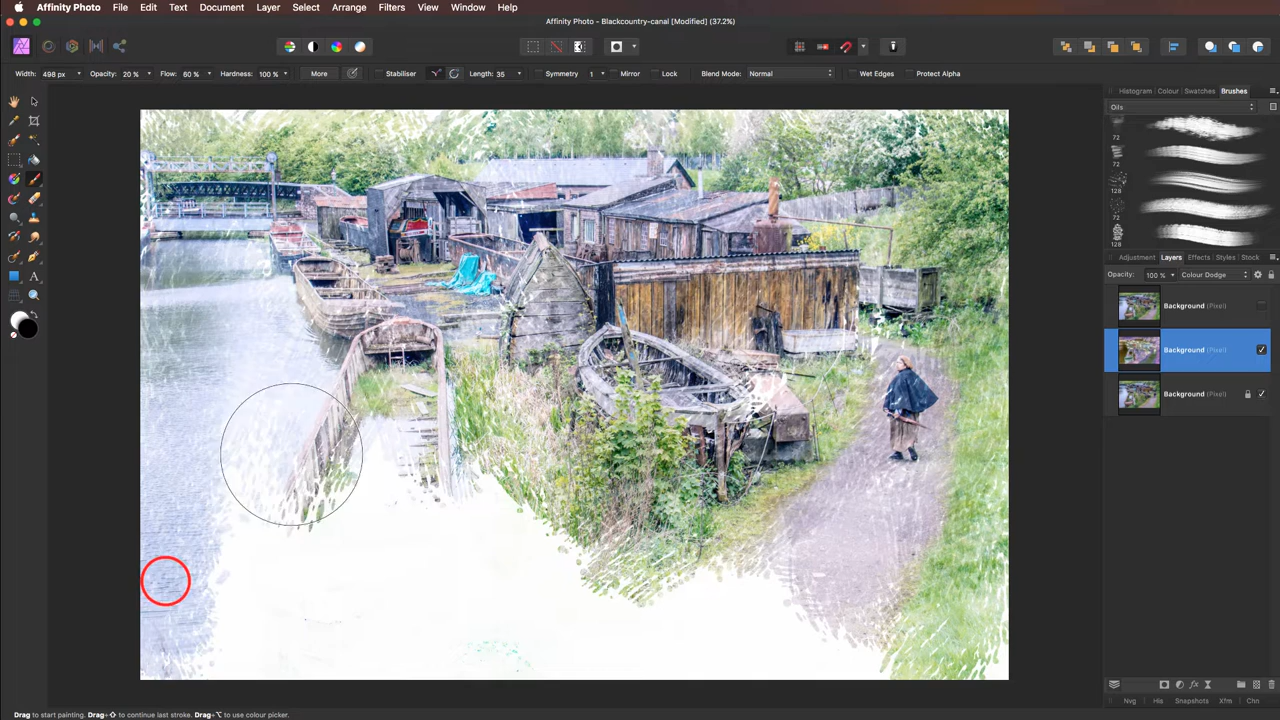 Affinity Photo File Edit Text Document Layer Select Arrange Filters View Window Help
Affinity Photo - Blackcountry-canal [Modified] (37.2%)
Width: 498 px Opacity: 20 % Flow: 60 % Hardness: 100 % More Stabiliser Length: 35 Symmetry 1 Mirror Lock Blend Mode: Normal Wet Edges Protect Alpha
Histogram Colour Swatches Brushes
Oils
72
72
72
128
128
Adjustment Layers Effects Styles Stock
Opacity: 100 % Colour Dodge
Background (Pixel)
Background (Pixel)
Background (Pixel)
Nvg His Snapshots Xfm Chn
Drag to start painting. Drag+⇧ to continue last stroke. Drag+⌥ to use colour picker.